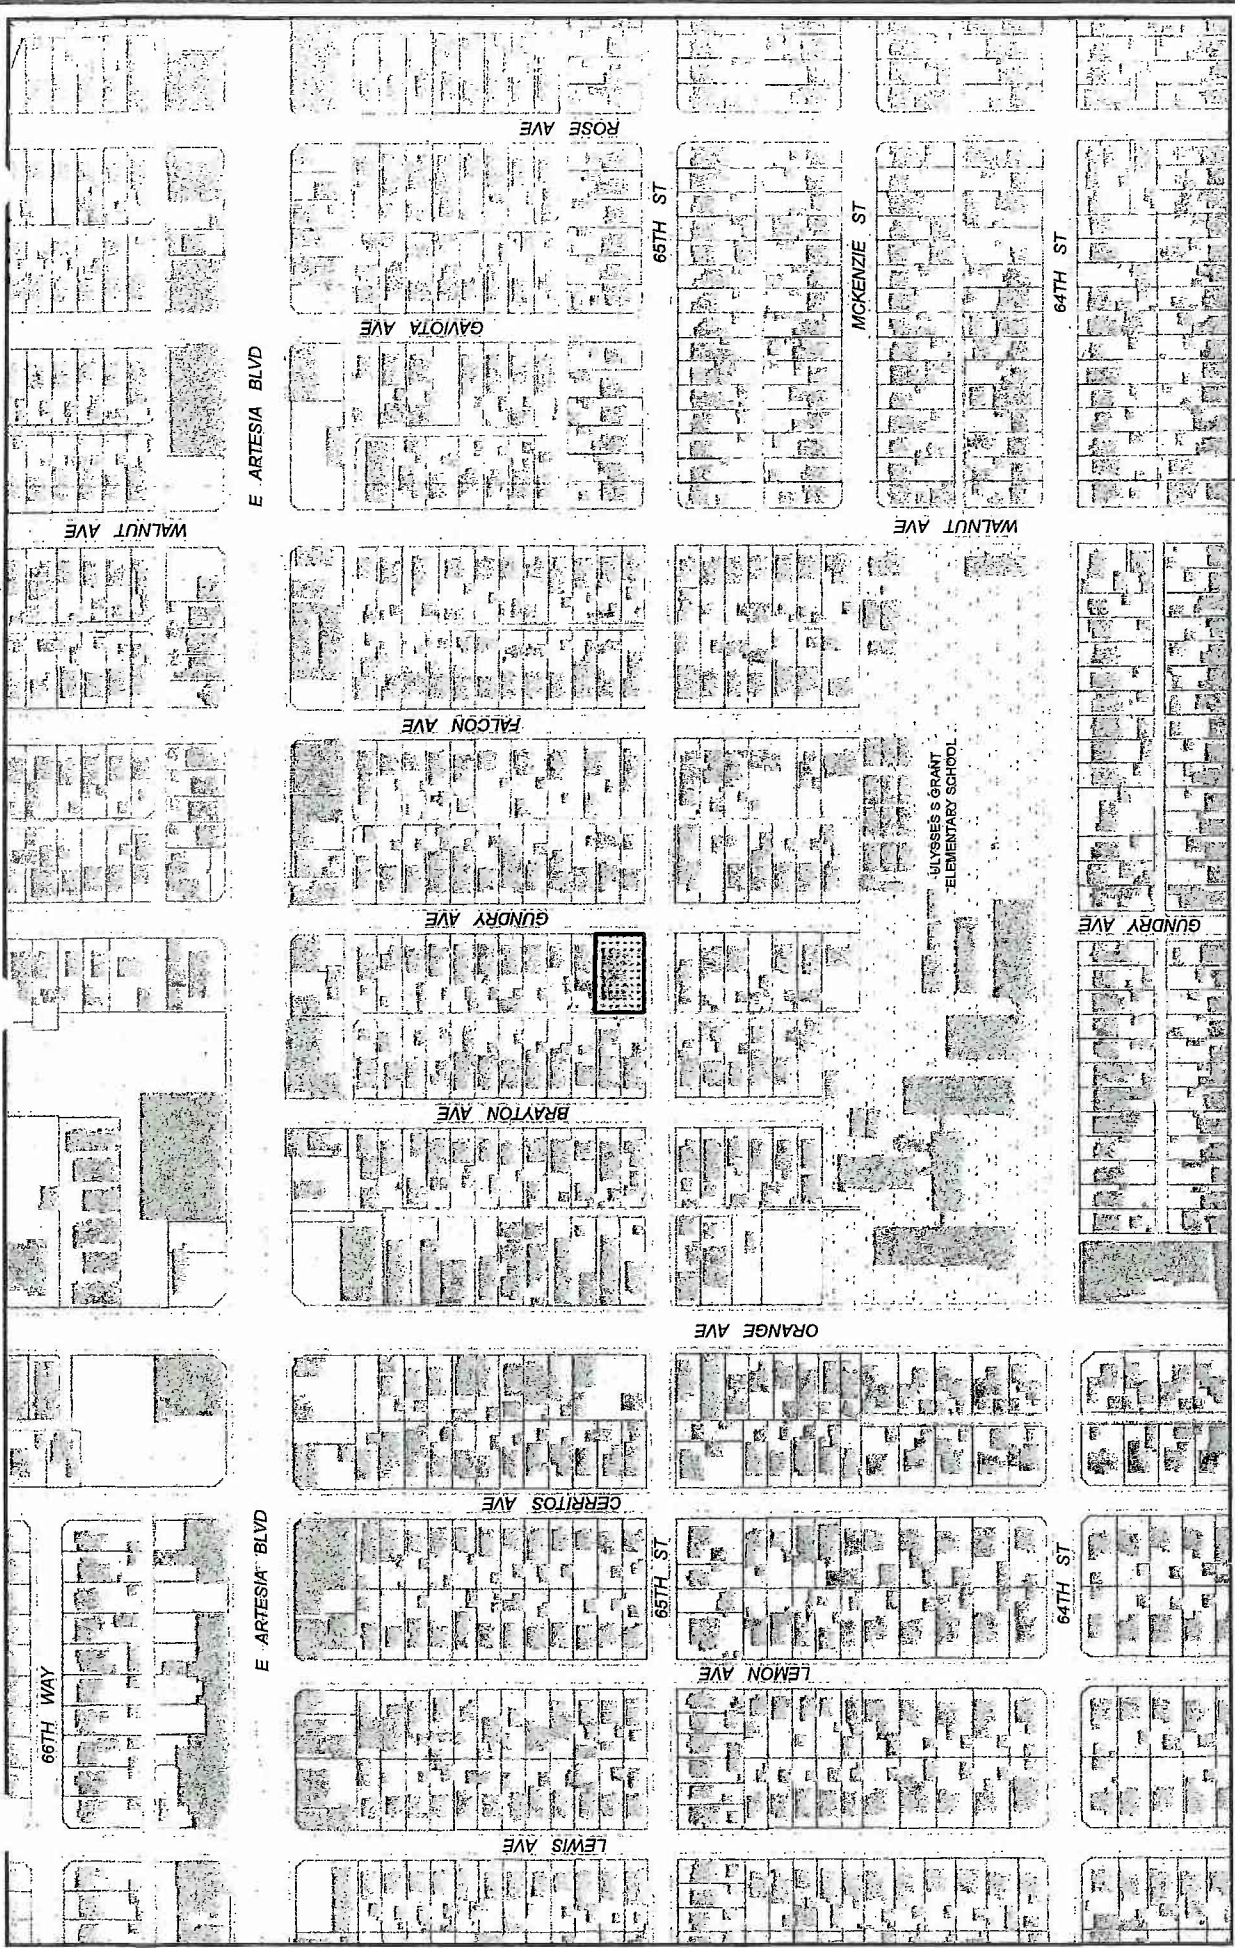 ROSE AVE
65TH ST
MCKENZIE ST
64TH ST
GAVIOTA AVE
E ARTESIA BLVD
WALNUT AVE
WALNUT AVE
FALCON AVE
ULYSSES S GRANT
ELEMENTARY SCHOOL
GUNDRY AVE
GUNDRY AVE
BRAYTON AVE
ORANGE AVE
CERRITOS AVE
E ARTESIA BLVD
65TH ST
64TH ST
LEMON AVE
66TH WAY
LEWIS AVE